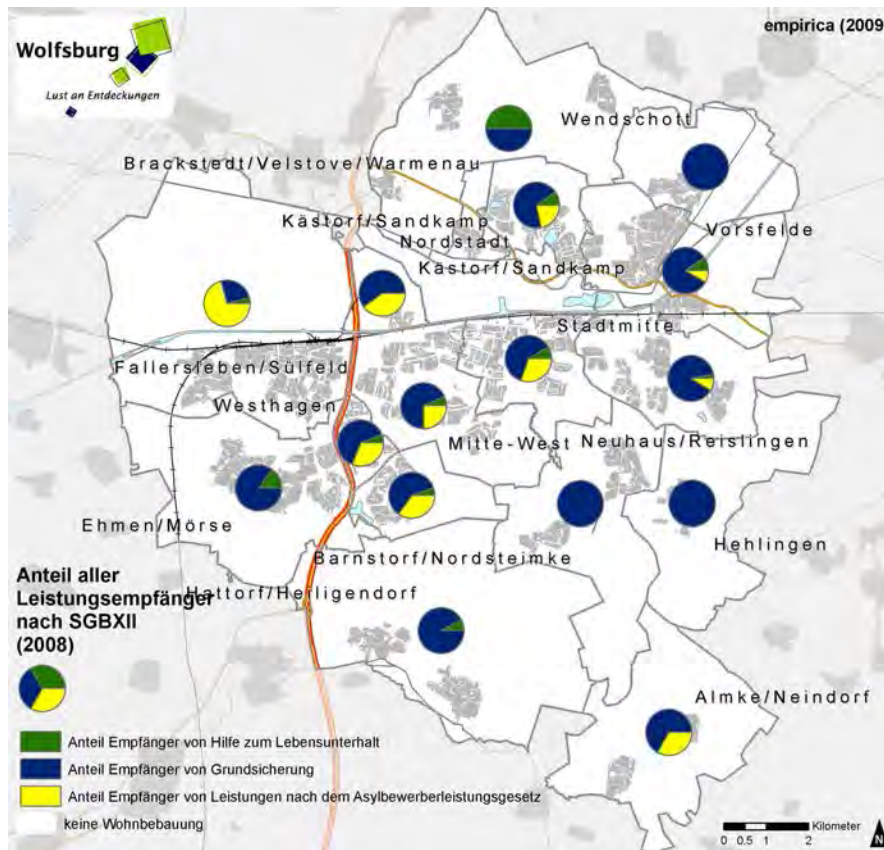 empirica (2009
Wolfsburg
Lust an Entdeckungen
Wendschott
Brackstedt/Velstove/Warmenau
Kästorf/Sandkamp
Nordstadt
Vorsfelde
Kästorf/Sandkamp
Stadtmitte
Fallersleben/Sülfeld
Westhagen
Mitte-West
Neuhaus/Reislingen
Ehmen/Mörse
Barnstorf/Nordsteimke
Hehlingen
Hattorf/Heiligendorf
Anteil aller
Leistungsempfänger
nach SGBXII
(2008)
Almke/Neindorf
Anteil Empfänger von Hilfe zum Lebensunterhalt
Anteil Empfänger von Grundsicherung
Anteil Empfänger von Leistungen nach dem Asylbewerberleistungsgesetz
keine Wohnbebauung
Kilometer
0 0.5 1 2
N